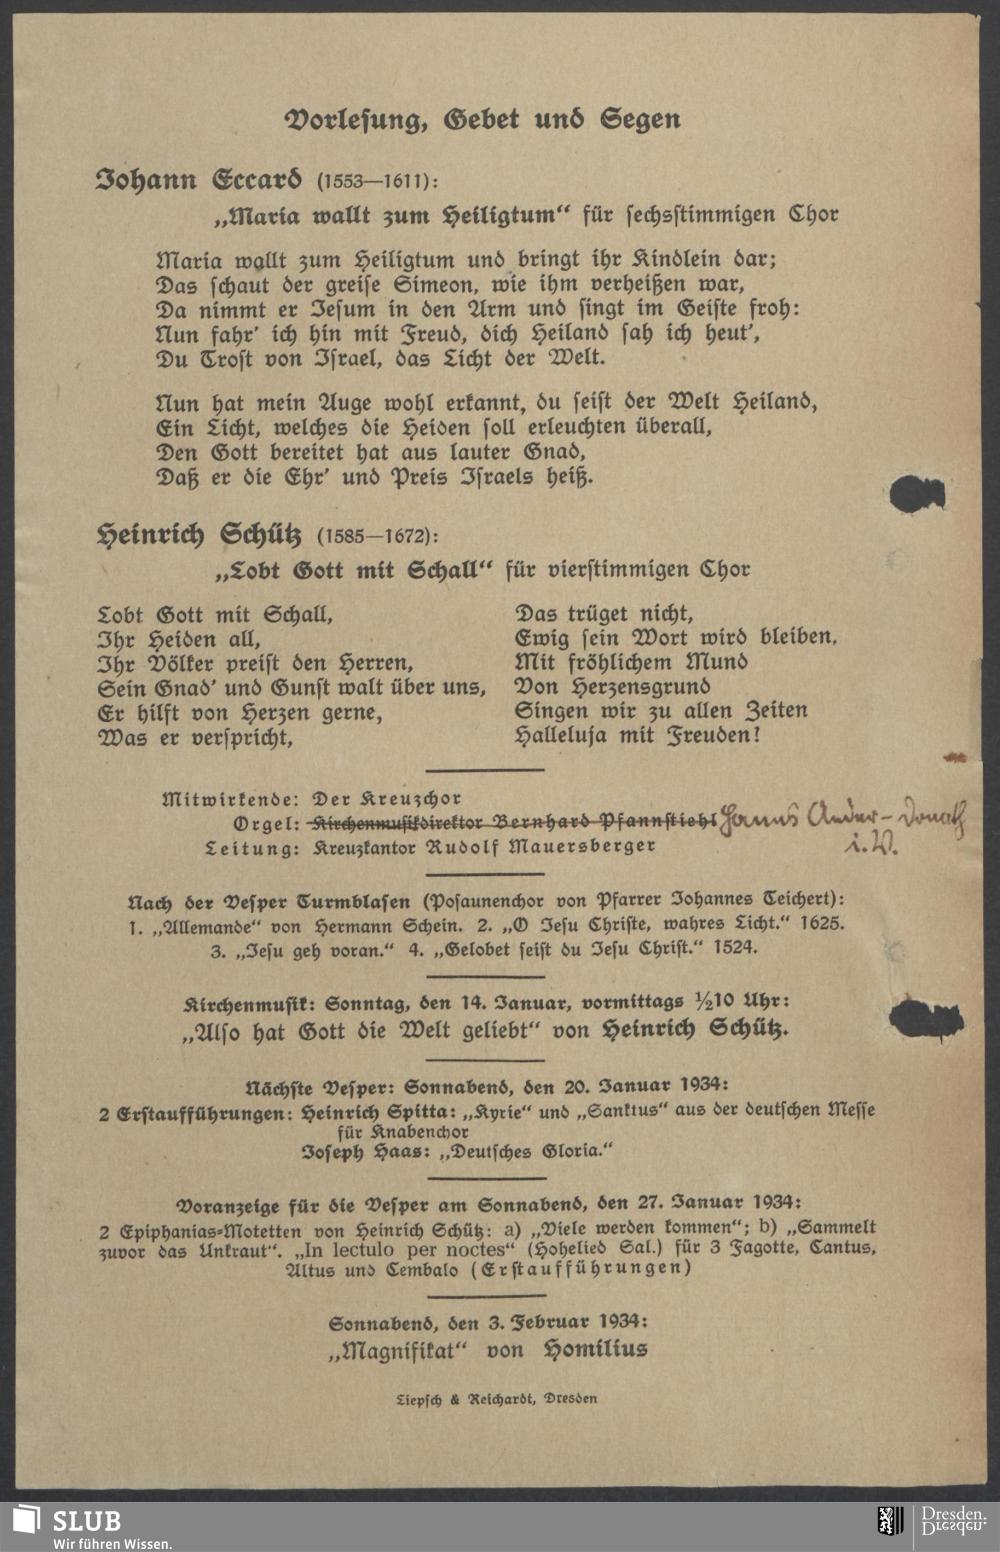 Vorlesung, Gebet und Segen
Johann Eccard (1553—1611):
„Maria wallt zum Heiligtum“ für sechsstimmigen Chor
Maria wallt zum Heiligtum und bringt ihr Kindlein dar;
Das schaut der greise Simeon, wie ihm verheißen war,
Da nimmt er Jesum in den Arm und singt im Geiste froh:
Nun fahr’ ich hin mit Freud, dich Heiland sah ich heut’,
Du Trost von Israel, das Licht der Welt.
Nun hat mein Auge wohl erkannt, du seist der Welt Heiland,
Ein Licht, welches die Heiden soll erleuchten überall,
Den Gott bereitet hat aus lauter Gnad,
Daß er die Ehr’ und Preis Israels heiß.
Heinrich Schütz (1585—1672):
„Lobt Gott mit Schall“ für vierstimmigen Chor
Lobt Gott mit Schall,
Ihr Heiden all,
Ihr Völker preist den Herren,
Sein Gnad’ und Gunst walt über uns,
Er hilft von Herzen gerne,
Was er verspricht,
Das trüget nicht,
Ewig sein Wort wird bleiben.
Mit fröhlichem Mund
Von Herzensgrund
Singen wir zu allen Zeiten
Halleluja mit Freuden!
Mitwirkende: Der Kreuzchor
Orgel: Kirchenmusikdirektor Bernhard Pfannstiehl Hanns Ander-Donath
i.V.
Leitung: Kreuzkantor Rudolf Mauersberger
Nach der Vesper Turmblasen (Posaunenchor von Pfarrer Johannes Teichert):
1. „Allemande“ von Hermann Schein. 2. „O Jesu Christe, wahres Licht.“ 1625.
3. „Jesu geh voran.“ 4. „Gelobet seist du Jesu Christ.“ 1524.
Kirchenmusik: Sonntag, den 14. Januar, vormittags ½10 Uhr:
„Also hat Gott die Welt geliebt“ von Heinrich Schütz.
Nächste Vesper: Sonnabend, den 20. Januar 1934:
2 Erstaufführungen: Heinrich Spitta: „Kyrie“ und „Sanktus“ aus der deutschen Messe
für Knabenchor
Joseph Haas: „Deutsches Gloria.“
Voranzeige für die Vesper am Sonnabend, den 27. Januar 1934:
2 Epiphanias-Motetten von Heinrich Schütz: a) „Viele werden kommen“; b) „Sammelt
zuvor das Unkraut“. „In lectulo per noctes“ (Hohelied Sal.) für 3 Fagotte, Cantus,
Altus und Cembalo (Erstaufführungen)
Sonnabend, den 3. Februar 1934:
„Magnifikat“ von Homilius
Liepsch & Reichardt, Dresden
SLUB
Wir führen Wissen.
Dresden.
Dresden.